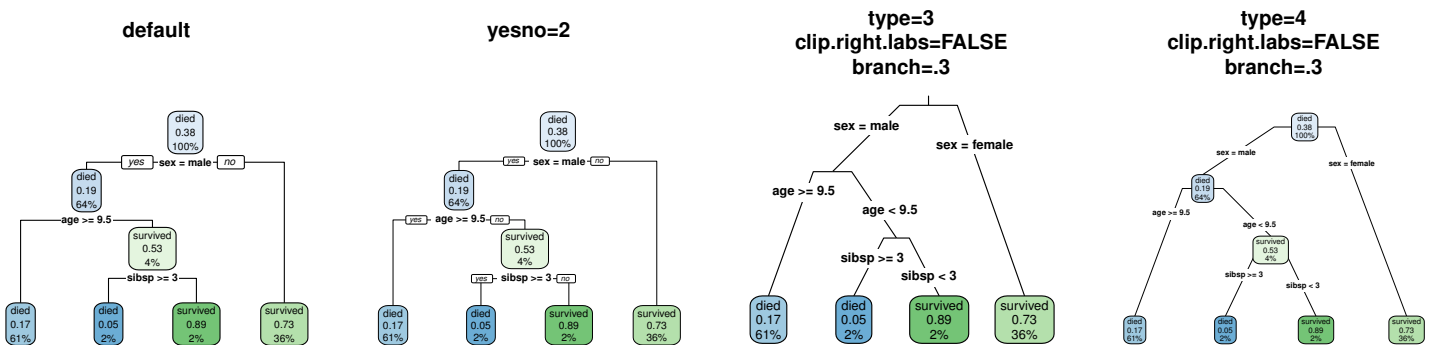 default
died
0.38
100%
yes sex = male no
died
0.19
64%
age >= 9.5
survived
0.53
4%
sibsp >= 3
died
0.17
61%
died
0.05
2%
survived
0.89
2%
survived
0.73
36%
yesno=2
died
0.38
100%
yes sex = male no
died
0.19
64%
yes age >= 9.5 no
survived
0.53
4%
yes sibsp >= 3 no
died
0.17
61%
died
0.05
2%
survived
0.89
2%
survived
0.73
36%
type=3
clip.right.labs=FALSE
branch=.3
sex = male
sex = female
age >= 9.5
age < 9.5
sibsp >= 3
sibsp < 3
died
0.17
61%
died
0.05
2%
survived
0.89
2%
survived
0.73
36%
type=4
clip.right.labs=FALSE
branch=.3
died
0.38
100%
sex = male
sex = female
died
0.19
64%
age >= 9.5
age < 9.5
survived
0.53
4%
sibsp >= 3
sibsp < 3
died
0.17
61%
died
0.05
2%
survived
0.89
2%
survived
0.73
36%